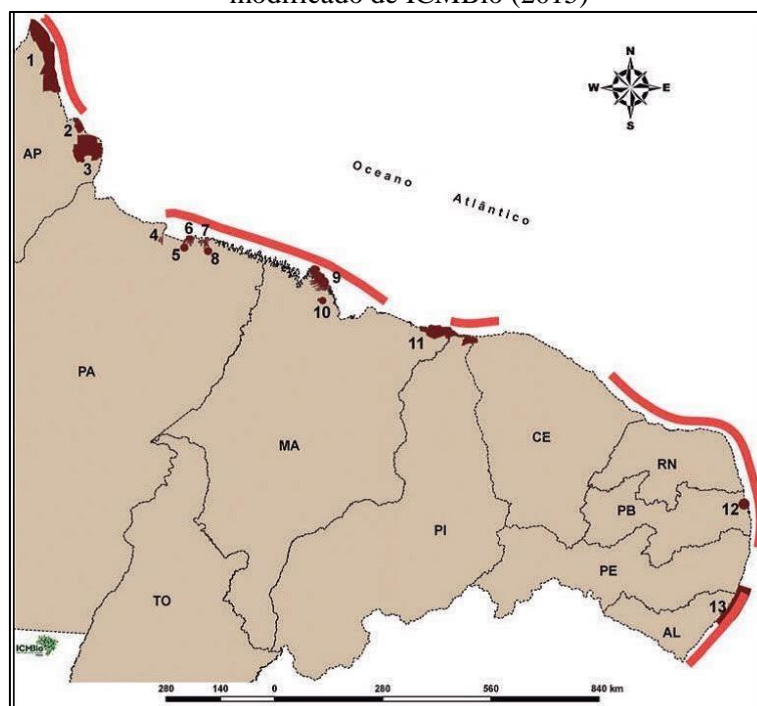 modificado de ICMBio (2015)
N
W E
S
1
2
AP
3
Oceano Atlântico
4 6 7
5 8
9
10
11
PA
MA
CE
RN
PB
12
PI
PE
TO
13
AL
ICMBio
280 140 0 280 560 840 km